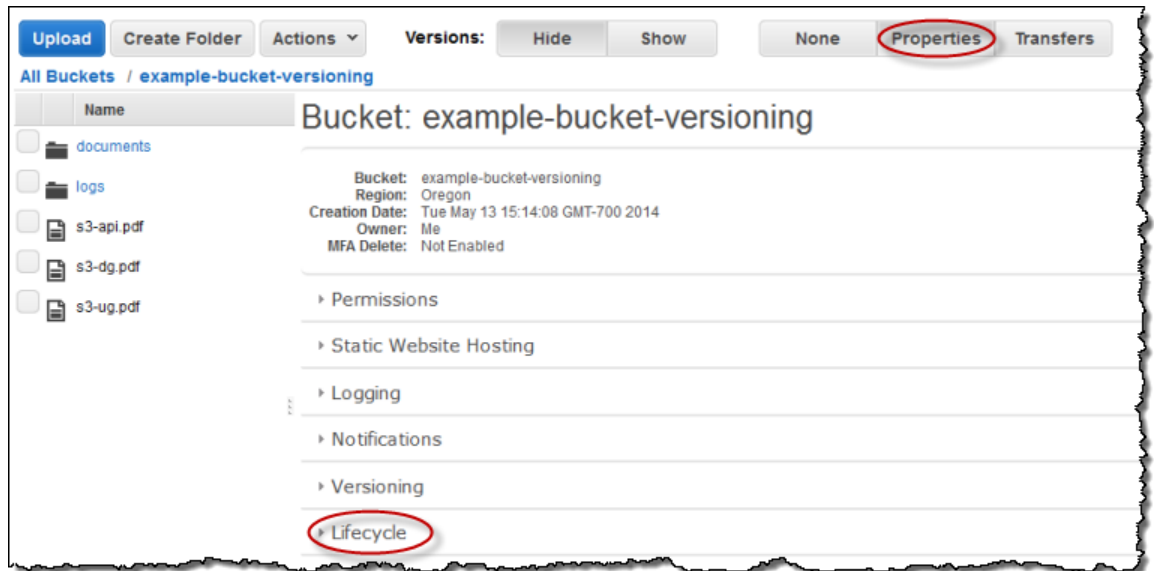 Upload Create Folder Actions Versions: Hide Show None Properties Transfers
All Buckets / example-bucket-versioning
Name
documents
logs
s3-api.pdf
s3-dg.pdf
s3-ug.pdf
Bucket: example-bucket-versioning
Bucket: example-bucket-versioning
Region: Oregon
Creation Date: Tue May 13 15:14:08 GMT-700 2014
Owner: Me
MFA Delete: Not Enabled
Permissions
Static Website Hosting
Logging
Notifications
Versioning
Lifecycle